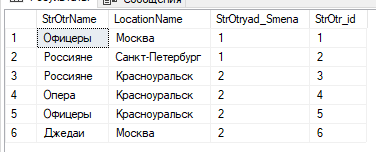 StrOtrName LocationName StrOtryad_Smena StrOtr_id
1 Офицеры Москва 1 1
2 Россияне Санкт-Петербург 1 2
3 Россияне Красноуральск 2 3
4 Опера Красноуральск 2 4
5 Офицеры Красноуральск 2 5
6 Джедаи Москва 2 6